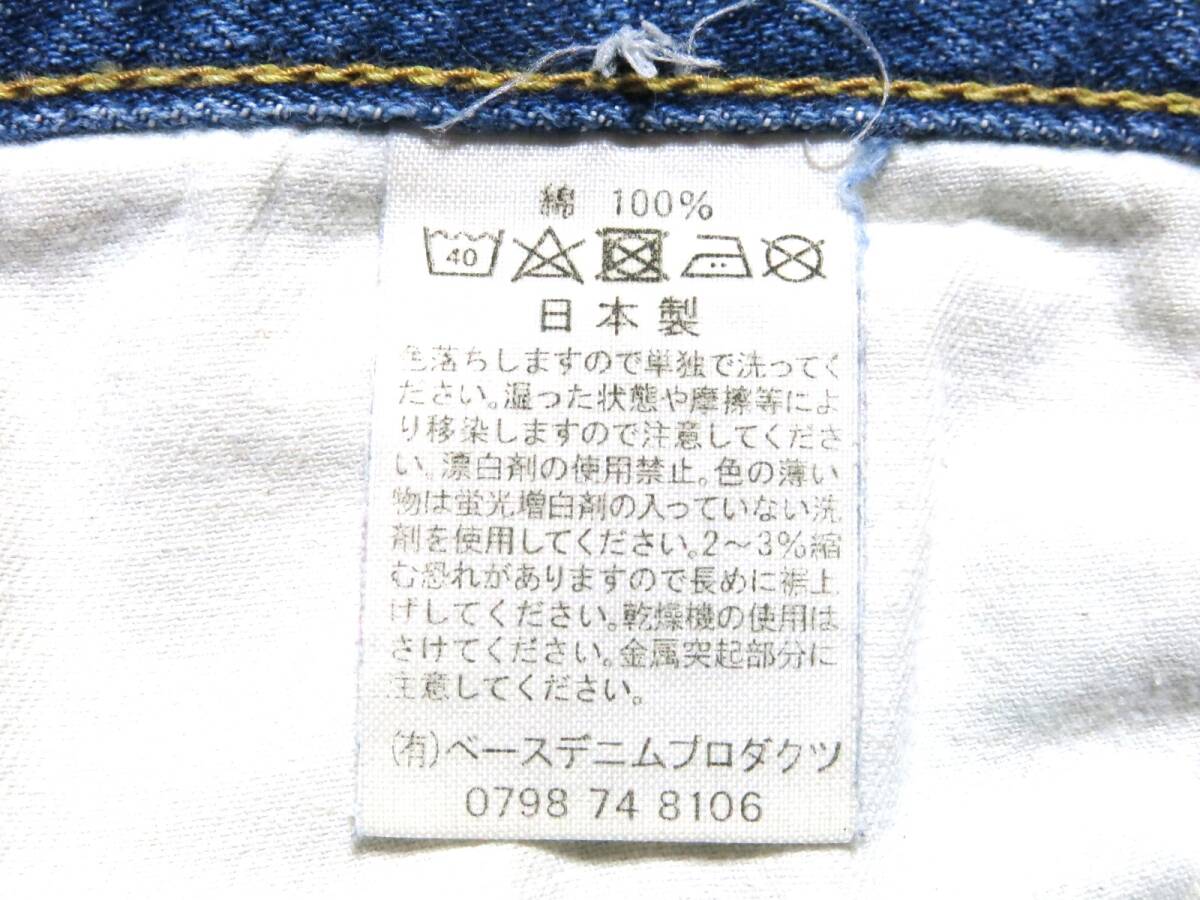 綿 100%
40
日本製
色落ちしますので単独で洗ってく
ださい。湿った状態や摩擦等によ
り移染しますので注意してくださ
い。漂白剤の使用禁止。色の薄い
物は蛍光増白剤の入っていない洗
剤を使用してください。2〜3%縮
む恐れがありますので長めに裾上
げしてください。乾燥機の使用は
さけてください。金属突起部分に
注意してください。
(有)ベースデニムプロダクツ
0798 74 8106